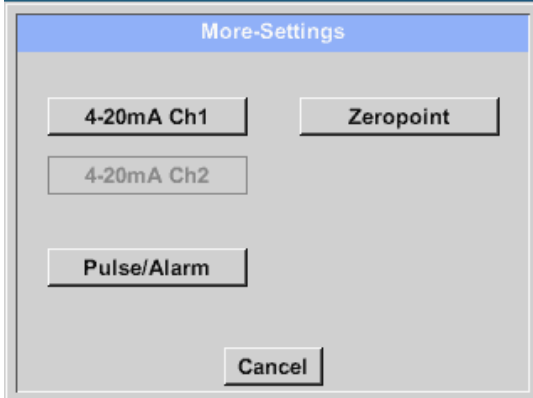 More-Settings
4-20mA Ch1 Zeropoint
4-20mA Ch2
Pulse/Alarm
Cancel